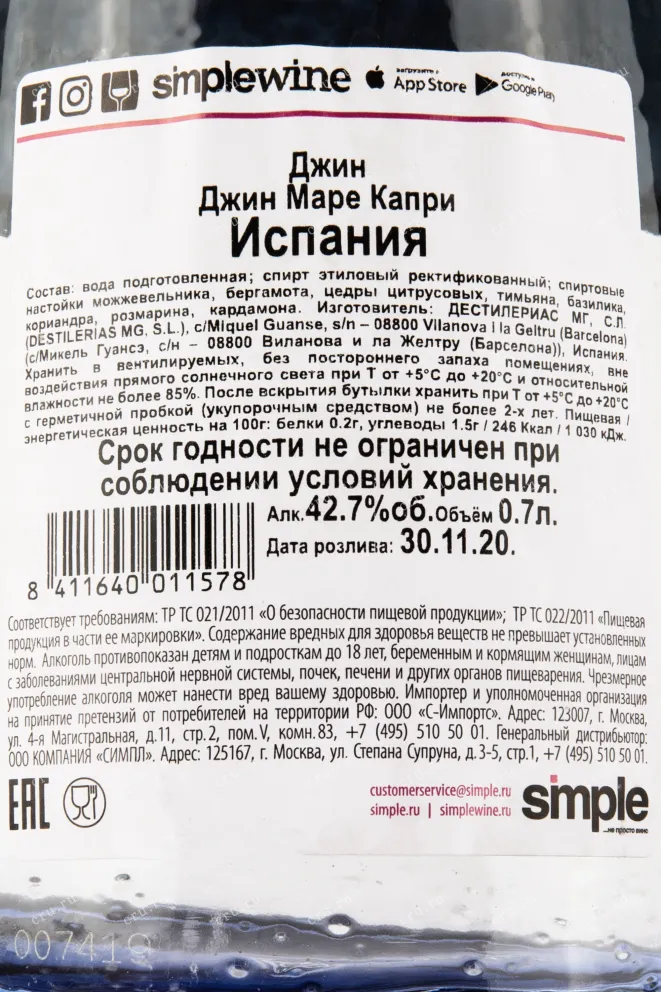 simplewine загрузите в App Store доступно в Google Play
Джин
Джин Маре Капри
Испания
Состав: вода подготовленная; спирт этиловый ректификованный; спиртовые
настойки можжевельника, бергамота, цедры цитрусовых, тимьяна, базилика,
кориандра, розмарина, кардамона. Изготовитель: ДЕСТИЛЕРИАС МГ, С.Л.
(DESTILERIAS MG, S.L.), c/Miquel Guanse, s/n – 08800 Vilanova i la Geltru (Barcelona)
(с/Микель Гуансэ, с/н – 08800 Виланова и ла Желтру (Барселона)), Испания.
Хранить в вентилируемых, без постороннего запаха помещениях, вне
воздействия прямого солнечного света при Т от +5°С до +20°С и относительной
влажности не более 85%. После вскрытия бутылки хранить при Т от +5°С до +20°С
с герметичной пробкой (укупорочным средством) не более 2-х лет. Пищевая /
энергетическая ценность на 100г: белки 0.2г, углеводы 1.5г / 246 Ккал / 1 030 кДж.
Срок годности не ограничен при
соблюдении условий хранения.
Алк.42.7%об.Объём 0.7л.
Дата розлива: 30.11.20.
8 411640 011578
Соответствует требованиям: ТР ТС 021/2011 «О безопасности пищевой продукции»; ТР ТС 022/2011 «Пищевая
продукция в части ее маркировки». Содержание вредных для здоровья веществ не превышает установленных
норм. Алкоголь противопоказан детям и подросткам до 18 лет, беременным и кормящим женщинам, лицам
с заболеваниями центральной нервной системы, почек, печени и других органов пищеварения. Чрезмерное
употребление алкоголя может нанести вред вашему здоровью. Импортер и уполномоченная организация
на принятие претензий от потребителей на территории РФ: ООО «С-Импортс». Адрес: 123007, г. Москва,
ул. 4-я Магистральная, д.11, стр.2, пом.V, комн.83, +7 (495) 510 50 01. Генеральный дистрибьютор:
ООО КОМПАНИЯ «СИМПЛ». Адрес: 125167, г. Москва, ул. Степана Супруна, д.3-5, стр.1, +7 (495) 510 50 01.
EAC
customerservice@simple.ru
simple.ru | simplewine.ru
simple
...не просто вино